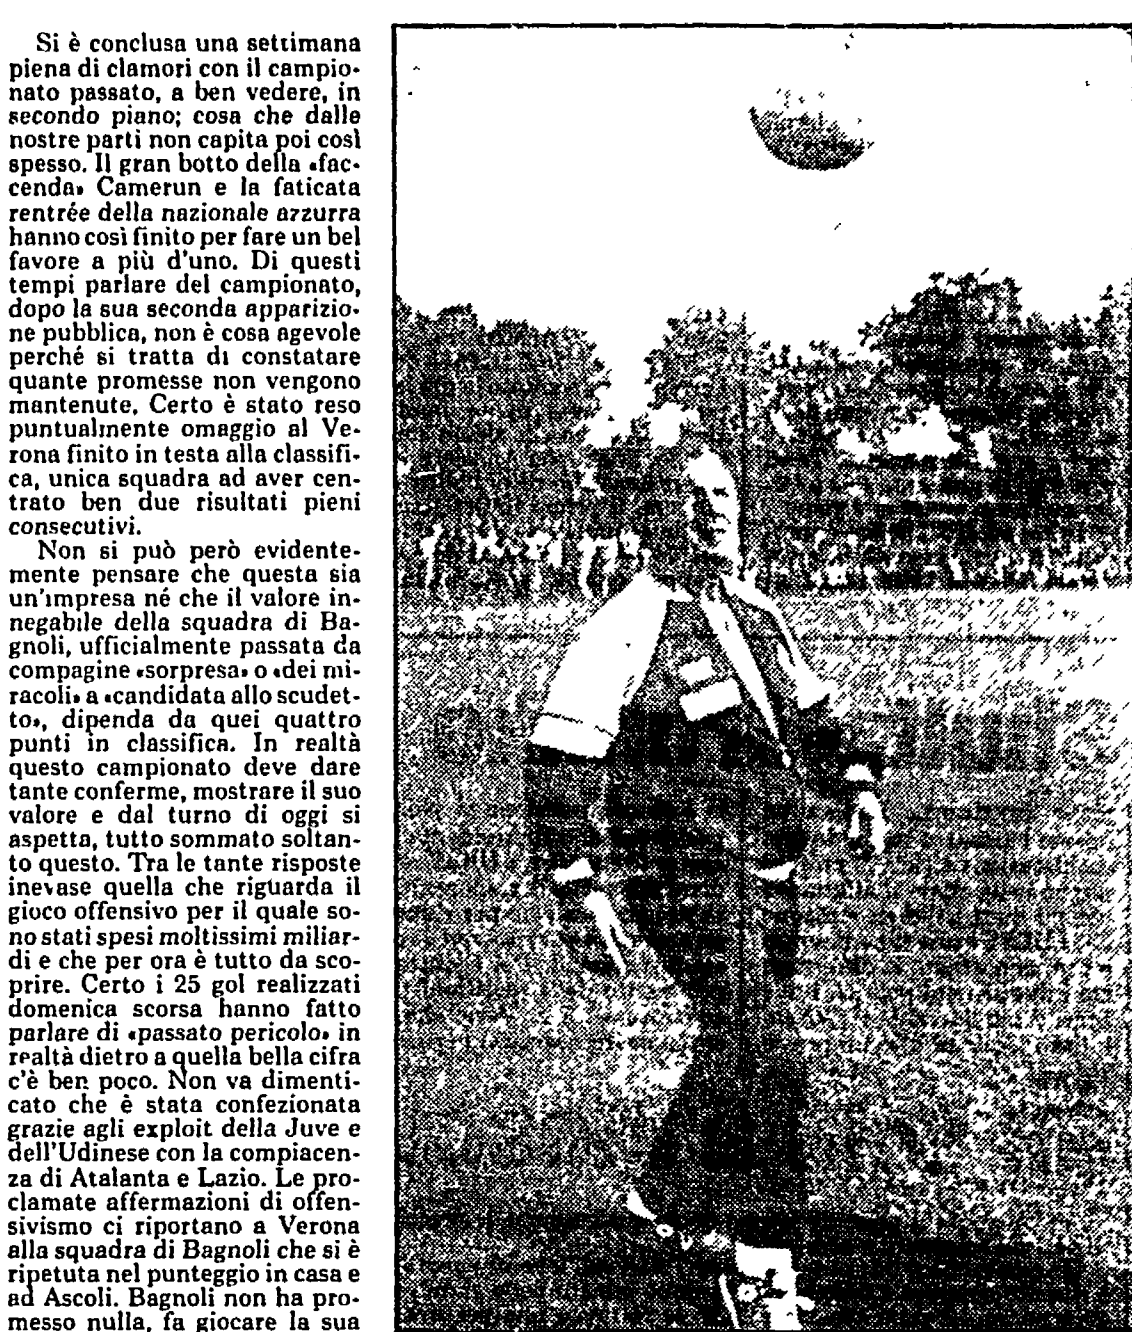 Si è conclusa una settimana
piena di clamori con il campio-
nato passato, a ben vedere, in
secondo piano; cosa che dalle
nostre parti non capita poi così
spesso. Il gran botto della «fac-
cenda» Camerun e la faticata
rentrée della nazionale azzurra
hanno così finito per fare un bel
favore a più d'uno. Di questi
tempi parlare del campionato,
dopo la sua seconda apparizio-
ne pubblica, non è cosa agevole
perché si tratta di constatare
quante promesse non vengono
mantenute. Certo è stato reso
puntualmente omaggio al Ve-
rona finito in testa alla classifi-
ca, unica squadra ad aver cen-
trato ben due risultati pieni
consecutivi.
Non si può però evidente-
mente pensare che questa sia
un'impresa né che il valore in-
negabile della squadra di Ba-
gnoli, ufficialmente passata da
compagine «sorpresa» o «dei mi-
racoli» a «candidata allo scudet-
to», dipenda da quei quattro
punti in classifica. In realtà
questo campionato deve dare
tante conferme, mostrare il suo
valore e dal turno di oggi si
aspetta, tutto sommato soltan-
to questo. Tra le tante risposte
inevase quella che riguarda il
gioco offensivo per il quale so-
no stati spesi moltissimi miliar-
di e che per ora è tutto da sco-
prire. Certo i 25 gol realizzati
domenica scorsa hanno fatto
parlare di «passato pericolo» in
realtà dietro a quella bella cifra
c'è ben poco. Non va dimenti-
cato che è stata confezionata
grazie agli exploit della Juve e
dell'Udinese con la compiacen-
za di Atalanta e Lazio. Le pro-
clamate affermazioni di offen-
sivismo ci riportano a Verona
alla squadra di Bagnoli che si è
ripetuta nel punteggio in casa e
ad Ascoli. Bagnoli non ha pro-
messo nulla, fa giocare la sua